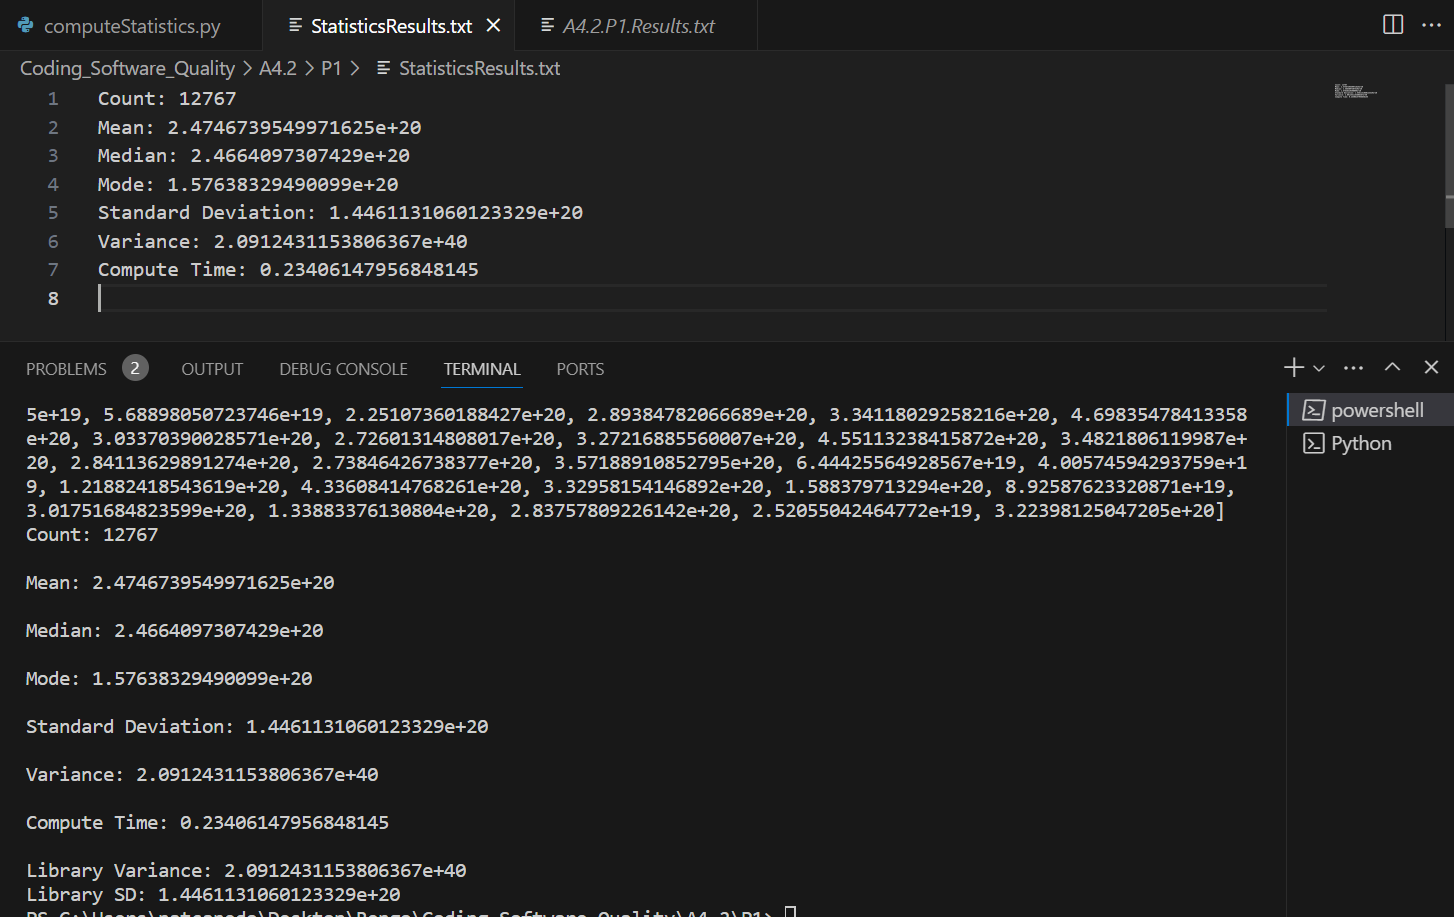 computeStatistics.py
StatisticsResults.txt
A4.2.P1.Results.txt
Coding_Software_Quality > A4.2 > P1 > StatisticsResults.txt
1 Count: 12767
2 Mean: 2.4746739549971625e+20
3 Median: 2.4664097307429e+20
4 Mode: 1.57638329490099e+20
5 Standard Deviation: 1.4461131060123329e+20
6 Variance: 2.0912431153806367e+40
7 Compute Time: 0.23406147956848145
8
PROBLEMS 2 OUTPUT DEBUG CONSOLE TERMINAL PORTS
powershell
Python
5e+19, 5.68898050723746e+19, 2.25107360188427e+20, 2.89384782066689e+20, 3.34118029258216e+20, 4.69835478413358
e+20, 3.03370390028571e+20, 2.72601314808017e+20, 3.27216885560007e+20, 4.55113238415872e+20, 3.4821806119987e+
20, 2.84113629891274e+20, 2.73846426738377e+20, 3.57188910852795e+20, 6.44425564928567e+19, 4.00574594293759e+1
9, 1.21882418543619e+20, 4.33608414768261e+20, 3.32958154146892e+20, 1.588379713294e+20, 8.92587623320871e+19,
3.01751684823599e+20, 1.33883376130804e+20, 2.83757809226142e+20, 2.52055042464772e+19, 3.22398125047205e+20]
Count: 12767
Mean: 2.4746739549971625e+20
Median: 2.4664097307429e+20
Mode: 1.57638329490099e+20
Standard Deviation: 1.4461131060123329e+20
Variance: 2.0912431153806367e+40
Compute Time: 0.23406147956848145
Library Variance: 2.0912431153806367e+40
Library SD: 1.4461131060123329e+20